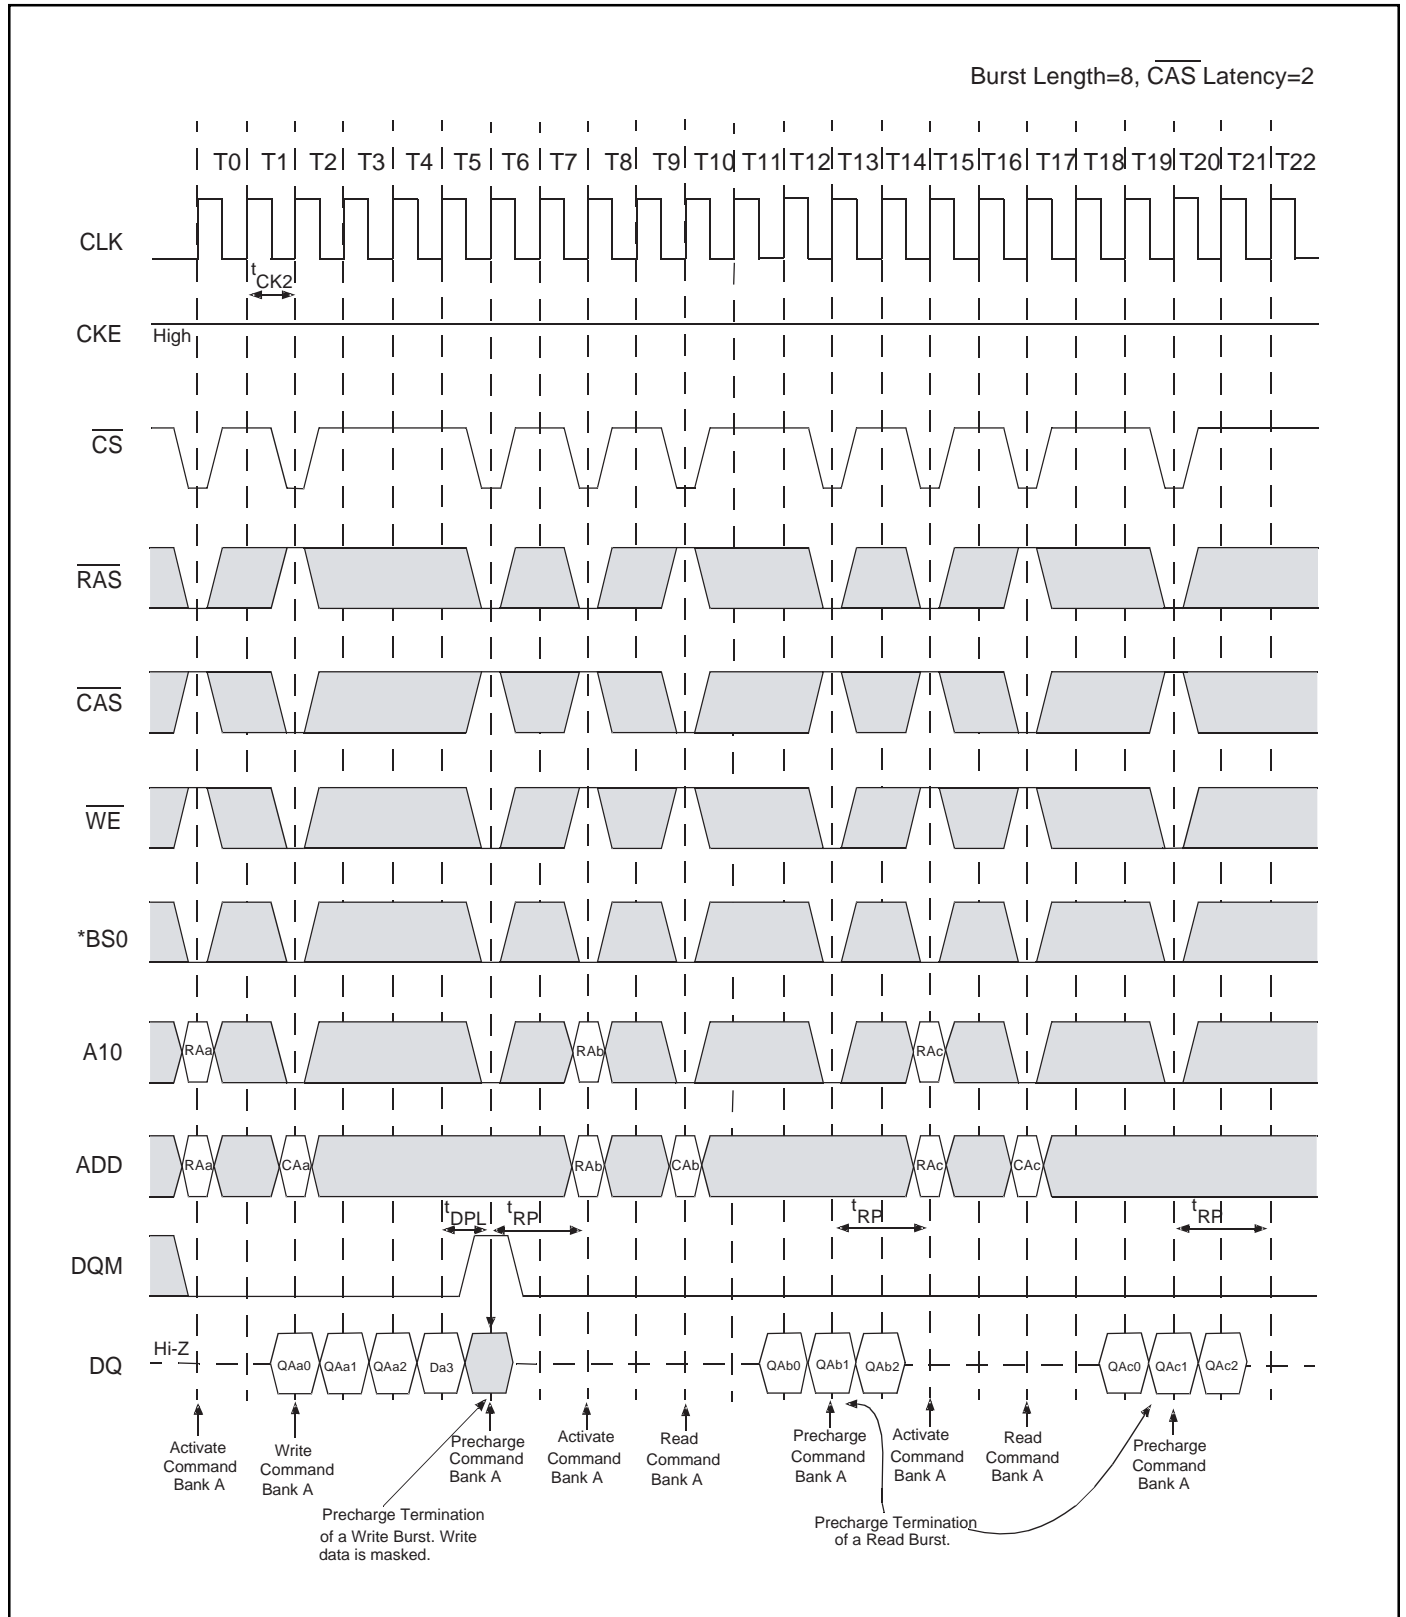 Burst Length=8, CAS Latency=2
T0 T1 T2 T3 T4 T5 T6 T7 T8 T9 T10 T11 T12 T13 T14 T15 T16 T17 T18 T19 T20 T21 T22
CLK
tCK2
CKE
High
CS
RAS
CAS
WE
*BS0
A10
RAa RAb RAc
ADD
RAa CAa RAb CAb RAc CAc
tDPL tRP tRP tRP
DQM
DQ
Hi-Z
QAa0 QAa1 QAa2 Da3 QAb0 QAb1 QAb2 QAc0 QAc1 QAc2
Activate
Command
Bank A
Write
Command
Bank A
Precharge
Command
Bank A
Activate
Command
Bank A
Read
Command
Bank A
Precharge
Command
Bank A
Activate
Command
Bank A
Read
Command
Bank A
Precharge
Command
Bank A
Precharge Termination
of a Write Burst. Write
data is masked.
Precharge Termination
of a Read Burst.